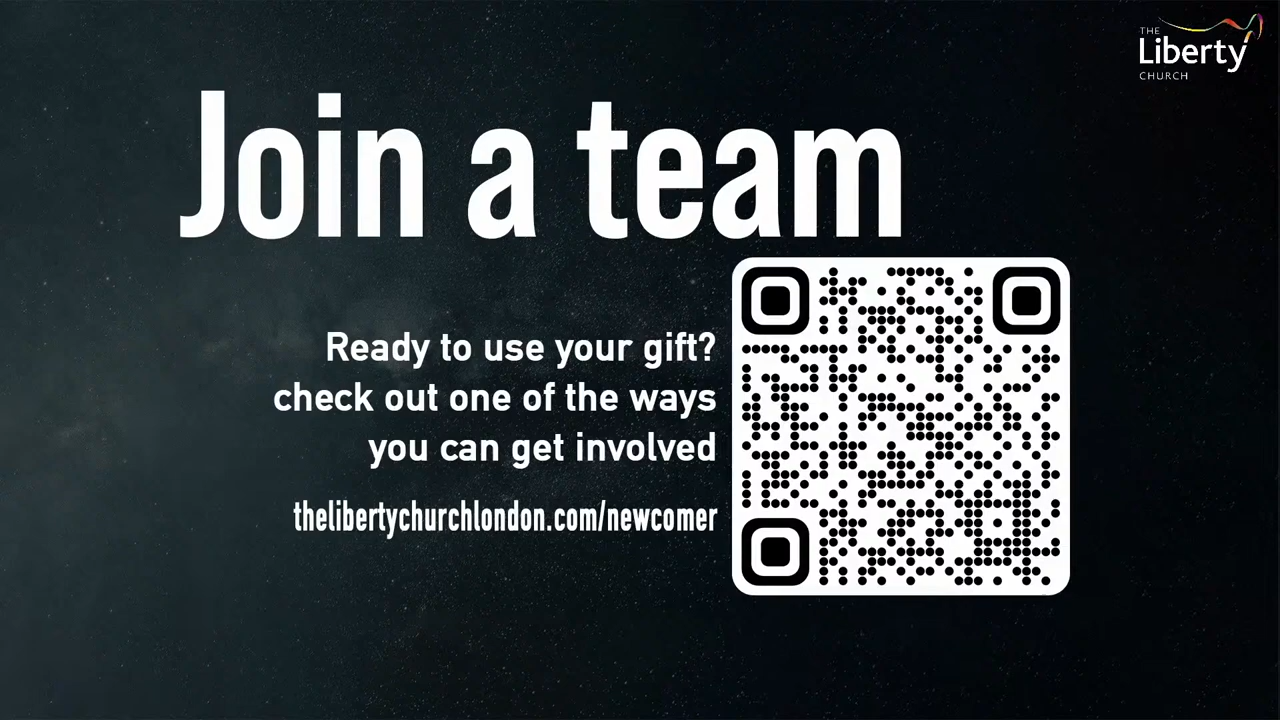 THE
Liberty
CHURCH
Join a team
Ready to use your gift?
check out one of the ways
you can get involved
thelibertychurchlondon.com/newcomer